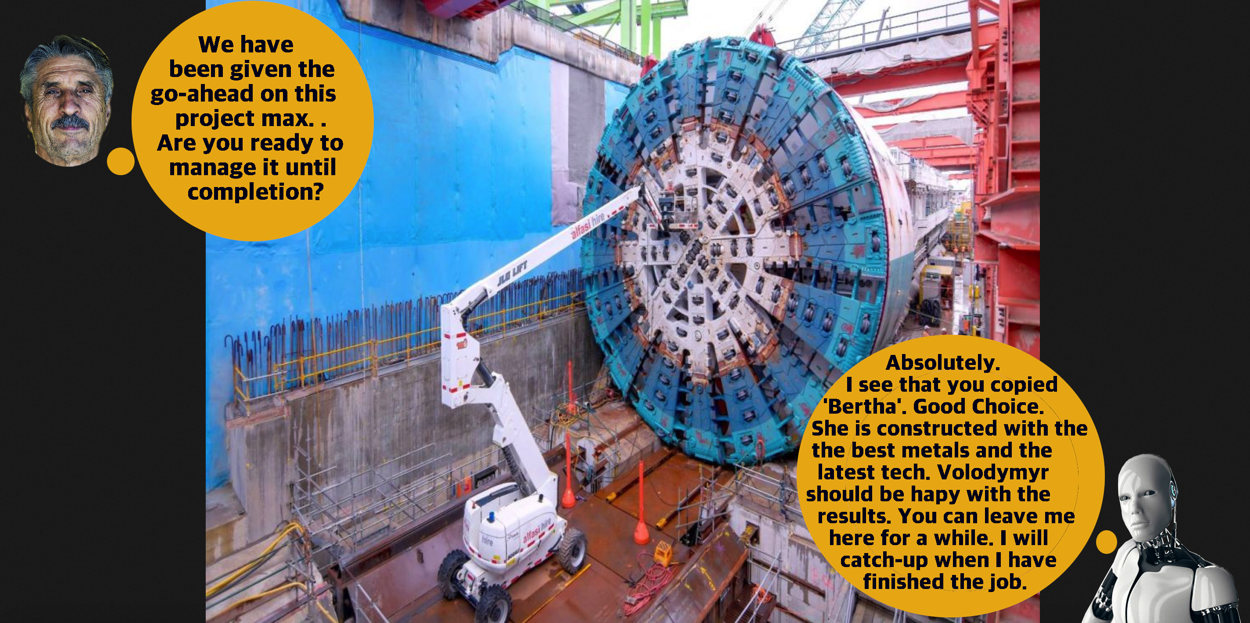 We have
been given the
go-ahead on this
project max. .
Are you ready to
manage it until
completion?
alfasi hire
JLG LIFT
alfasi hire
hire
Absolutely.
I see that you copied
'Bertha'. Good Choice.
She is constructed with the
the best metals and the
latest tech. Volodymyr
should be hapy with the
results. You can leave me
here for a while. I will
catch-up when I have
finished the job.